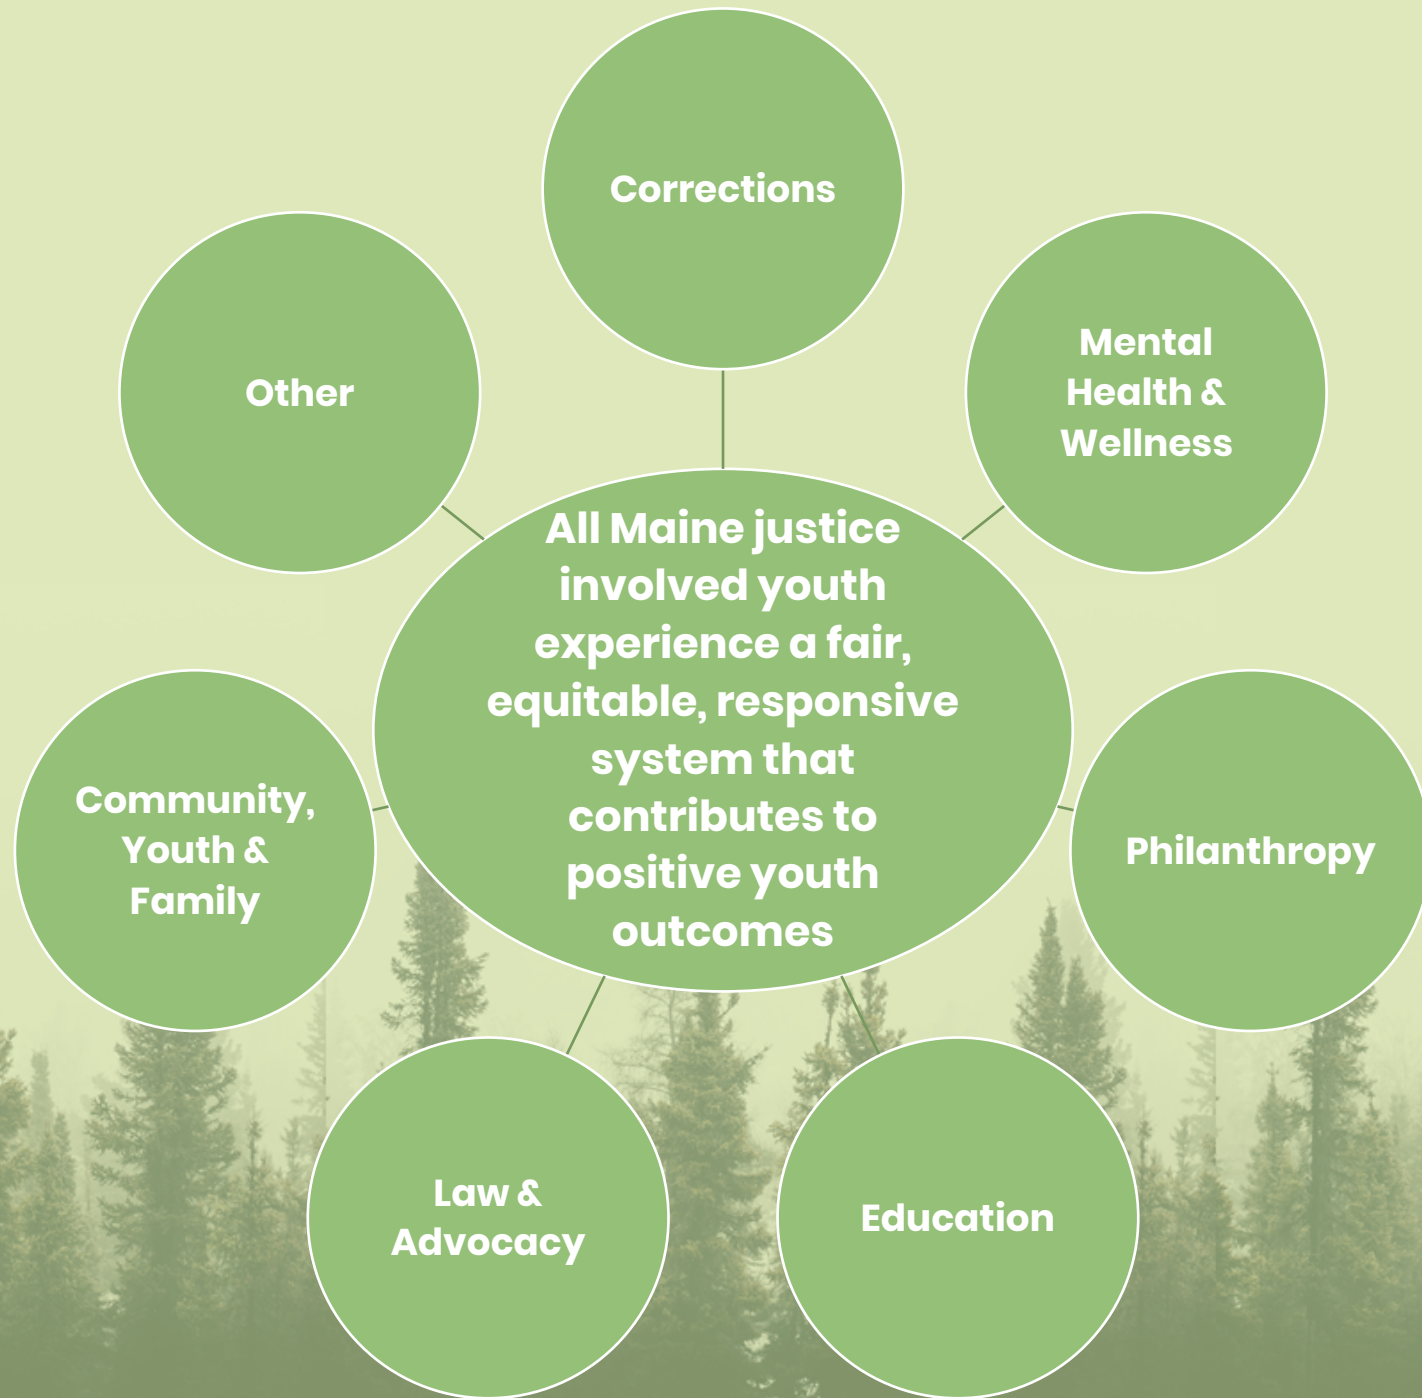 Corrections
Mental
Health &
Wellness
Other
All Maine justice
involved youth
experience a fair,
equitable, responsive
system that
contributes to
positive youth
outcomes
Community,
Youth &
Family
Philanthropy
Law &
Advocacy
Education